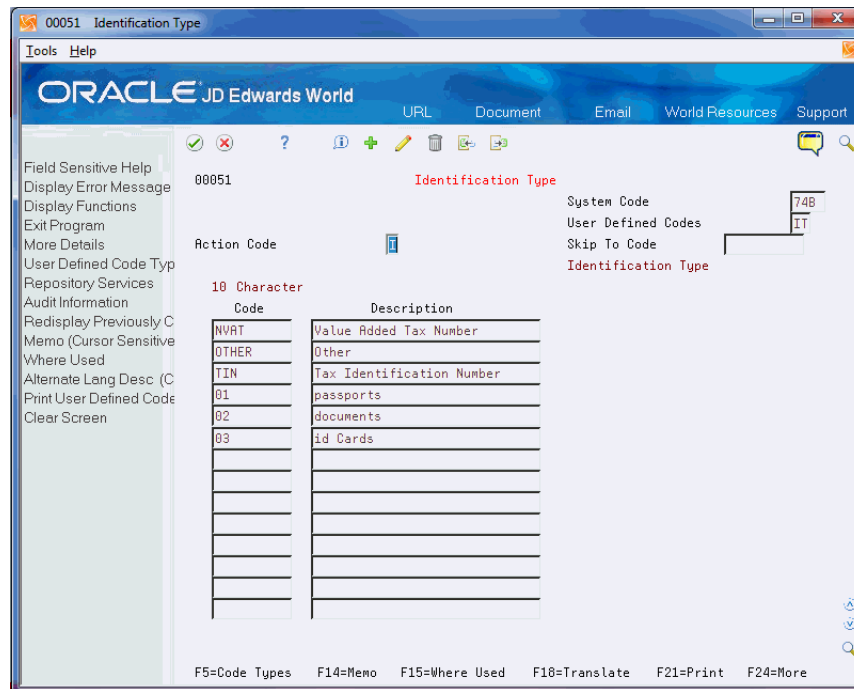 00051 Identification Type
Tools Help
ORACLE JD Edwards World
URL Document Email World Resources Support
Field Sensitive Help
Display Error Message
Display Functions
Exit Program
More Details
User Defined Code Typ
Repository Services
Audit Information
Redisplay Previously C
Memo (Cursor Sensitive
Where Used
Alternate Lang Desc (C
Print User Defined Code
Clear Screen
00051 Identification Type
System Code 74B
User Defined Codes IT
Action Code I Skip To Code
Identification Type
10 Character
Code Description
NVAT Value Added Tax Number
OTHER Other
TIN Tax Identification Number
01 passports
02 documents
03 id Cards
F5=Code Types F14=Memo F15=Where Used F18=Translate F21=Print F24=More